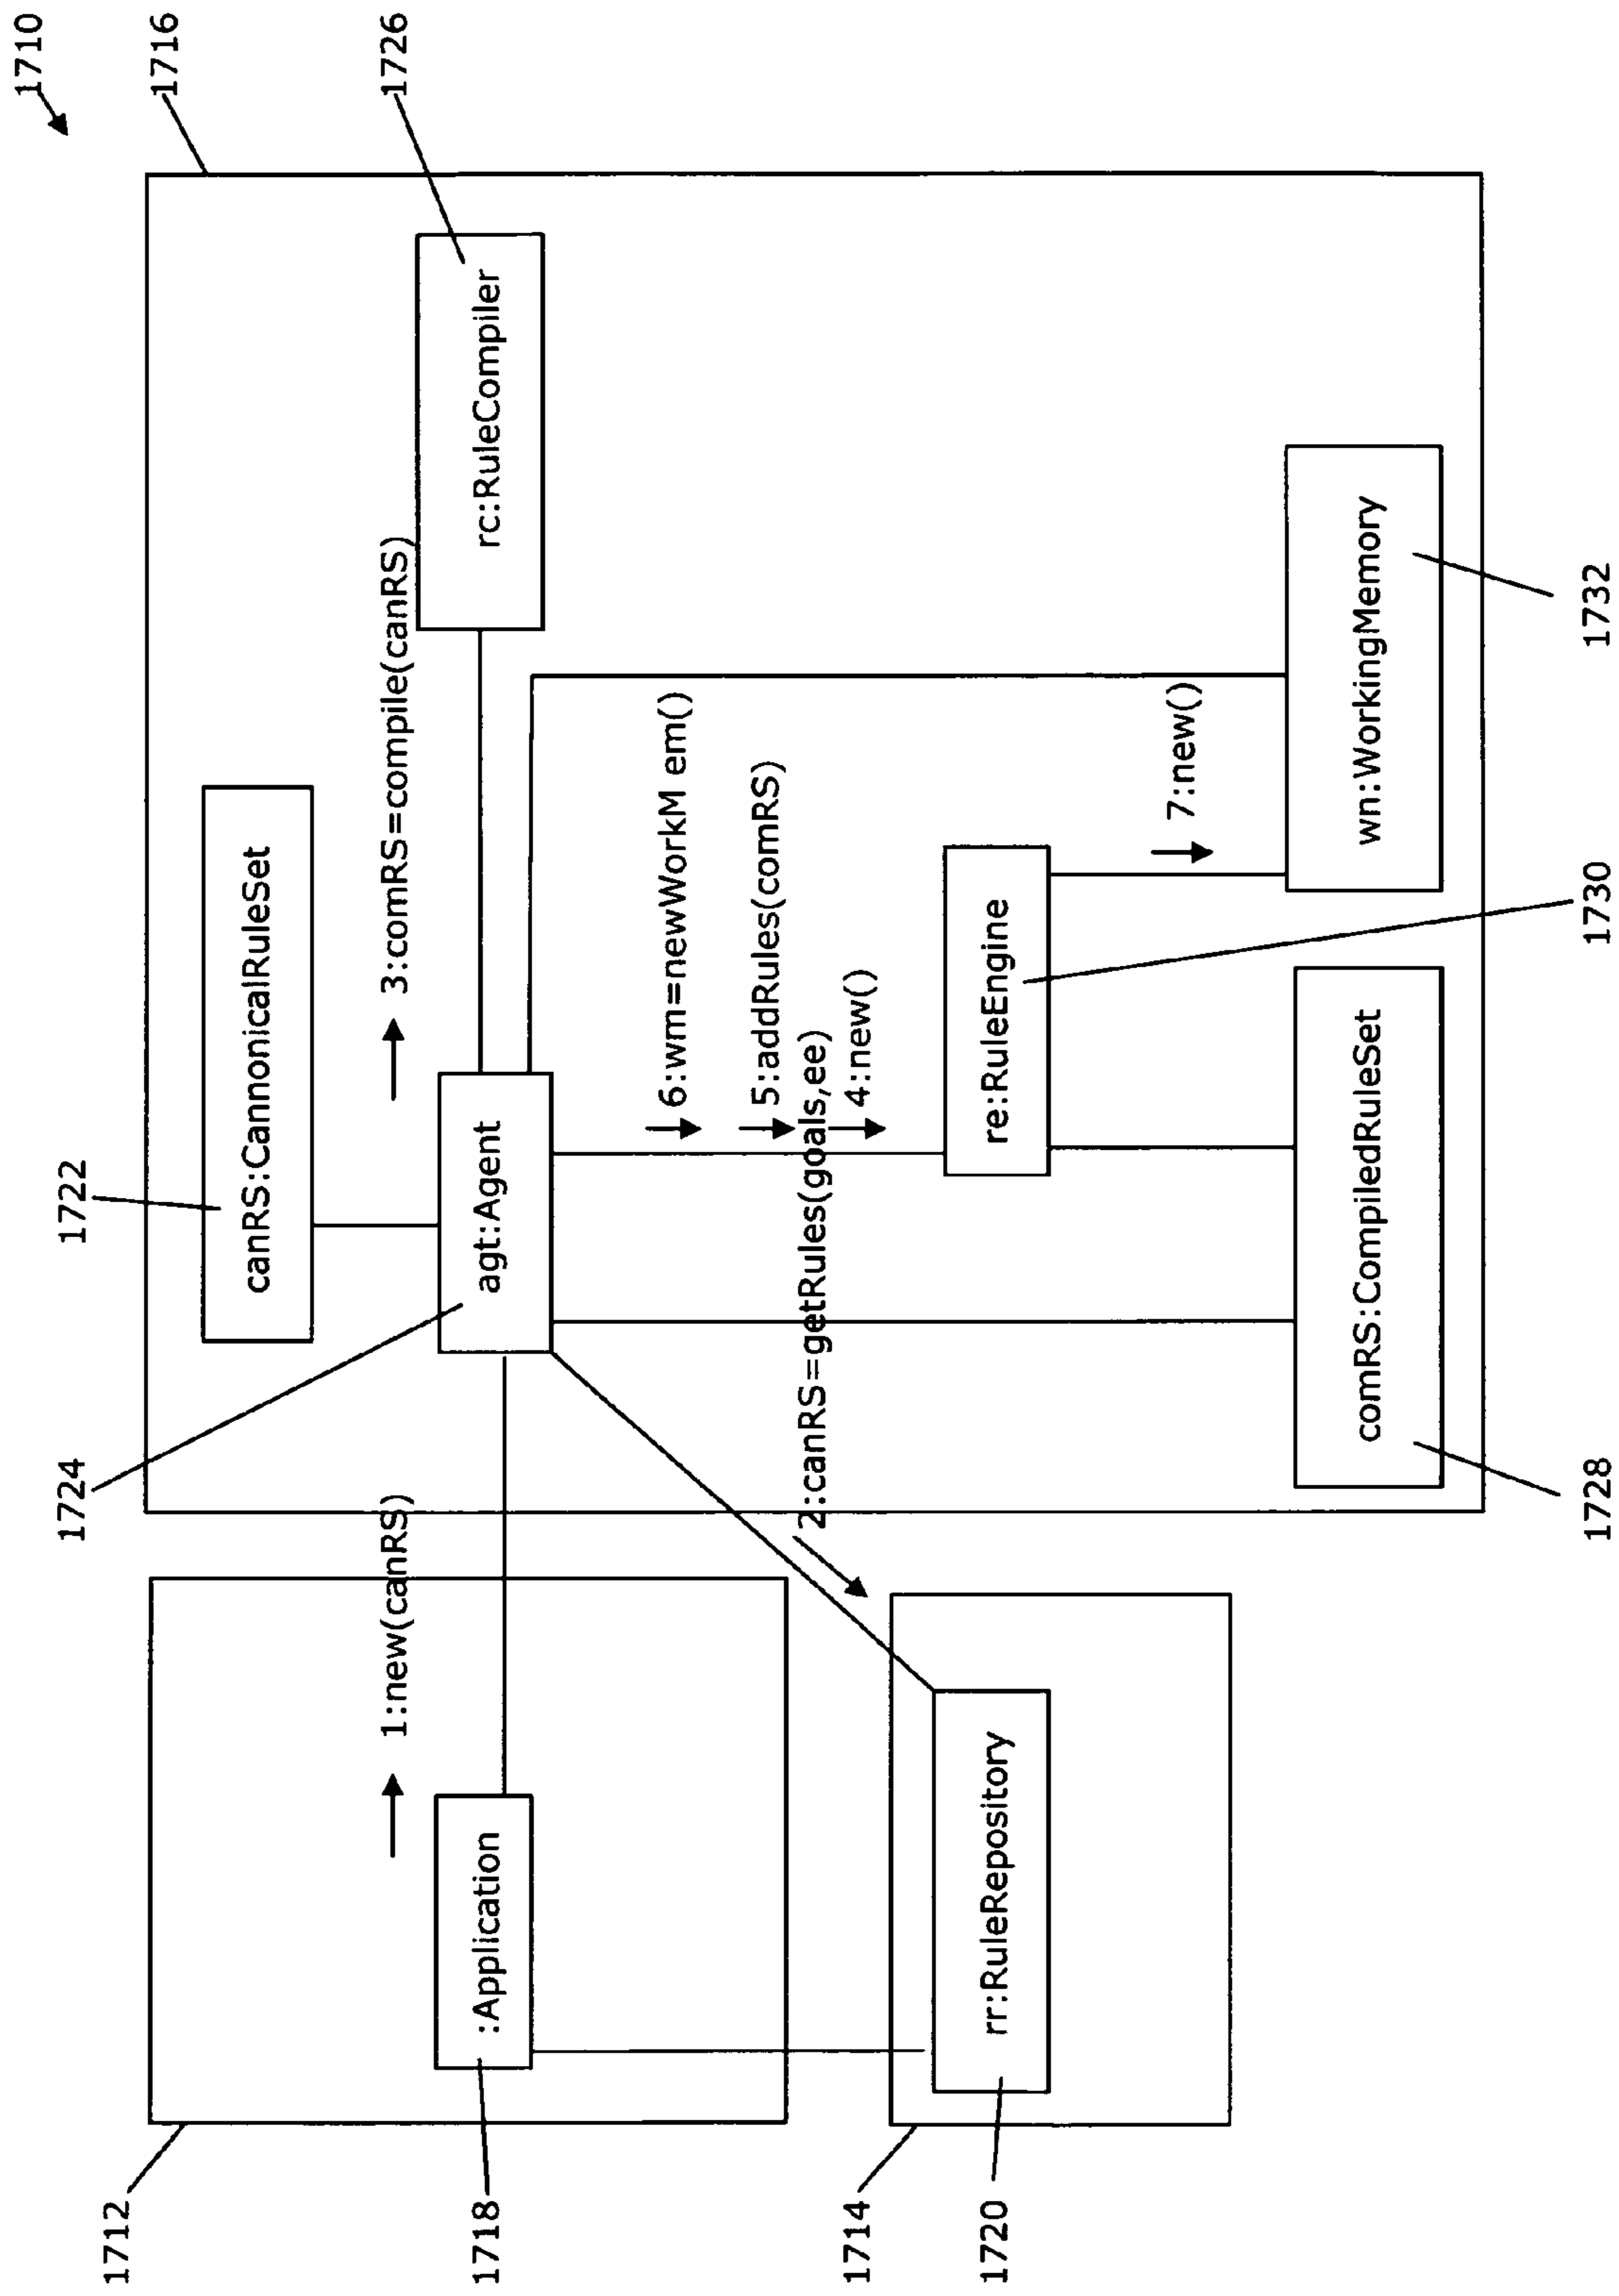 1710
1716
1726
1722
1724
1712
1718
1714
1720
1728
1730
1732
canRS:CannonicalRuleSet
3:comRS=compile(canRS)
rc:RuleCompiler
1:new(canRS)
:Application
agt:Agent
6:wm=newWorkM em()
5:addRules(comRS)
2:canRS=getRules(goals,ee)
4:new()
re:RuleEngine
7:new()
rr:RuleRepository
comRS:CompiledRuleSet
wn:WorkingMemory